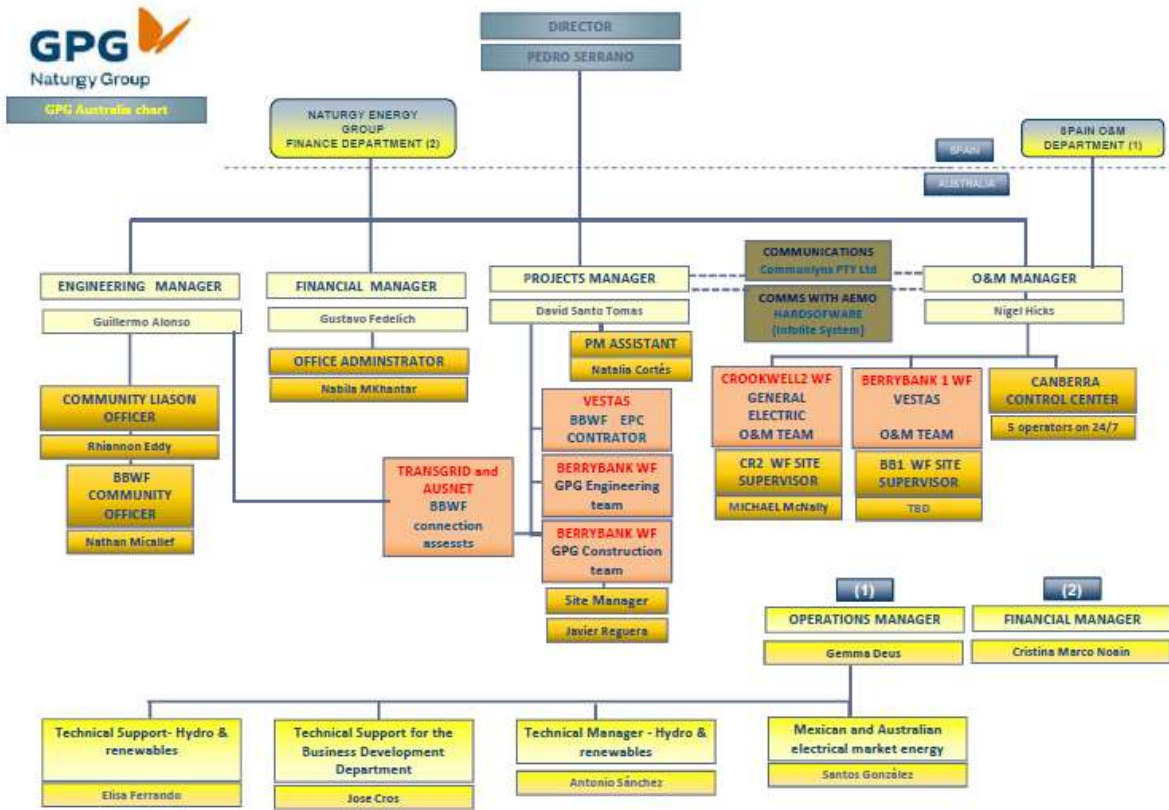 GPG
Naturgy Group
GPG Australia chart
DIRECTOR
PEDRO SERRANO
NATURGY ENERGY
GROUP
FINANCE DEPARTMENT (2)
SPAIN O&M
DEPARTMENT (1)
SPAIN
AUSTRALIA
ENGINEERING MANAGER
Guillermo Alonso
FINANCIAL MANAGER
Gustavo Fedelich
PROJECTS MANAGER
David Santo Tomas
COMMUNICATIONS
Communlynx PTY Ltd
COMMS WITH AEMO
HARDSOFWARE
(Infolite System)
O&M MANAGER
Nigel Hicks
OFFICE ADMINSTRATOR
Nabila MKhantar
PM ASSISTANT
Natalia Cortés
COMMUNITY LIASON
OFFICER
Rhiannon Eddy
BBWF
COMMUNITY
OFFICER
Nathan Micallef
TRANSGRID and
AUSNET
BBWF
connection
assessts
VESTAS
BBWF EPC
CONTRATOR
BERRYBANK WF
GPG Engineering
team
BERRYBANK WF
GPG Construction
team
Site Manager
Javier Reguera
CROOKWELL2 WF
GENERAL
ELECTRIC
O&M TEAM
CR2 WF SITE
SUPERVISOR
MICHAEL McNally
BERRYBANK 1 WF
VESTAS
O&M TEAM
BB1 WF SITE
SUPERVISOR
TBD
CANBERRA
CONTROL CENTER
5 operators on 24/7
(1)
OPERATIONS MANAGER
Gemma Deus
(2)
FINANCIAL MANAGER
Cristina Marco Noain
Technical Support- Hydro &
renewables
Elisa Ferrando
Technical Support for the
Business Development
Department
Jose Cros
Technical Manager - Hydro &
renewables
Antonio Sánchez
Mexican and Australian
electrical market energy
Santos González